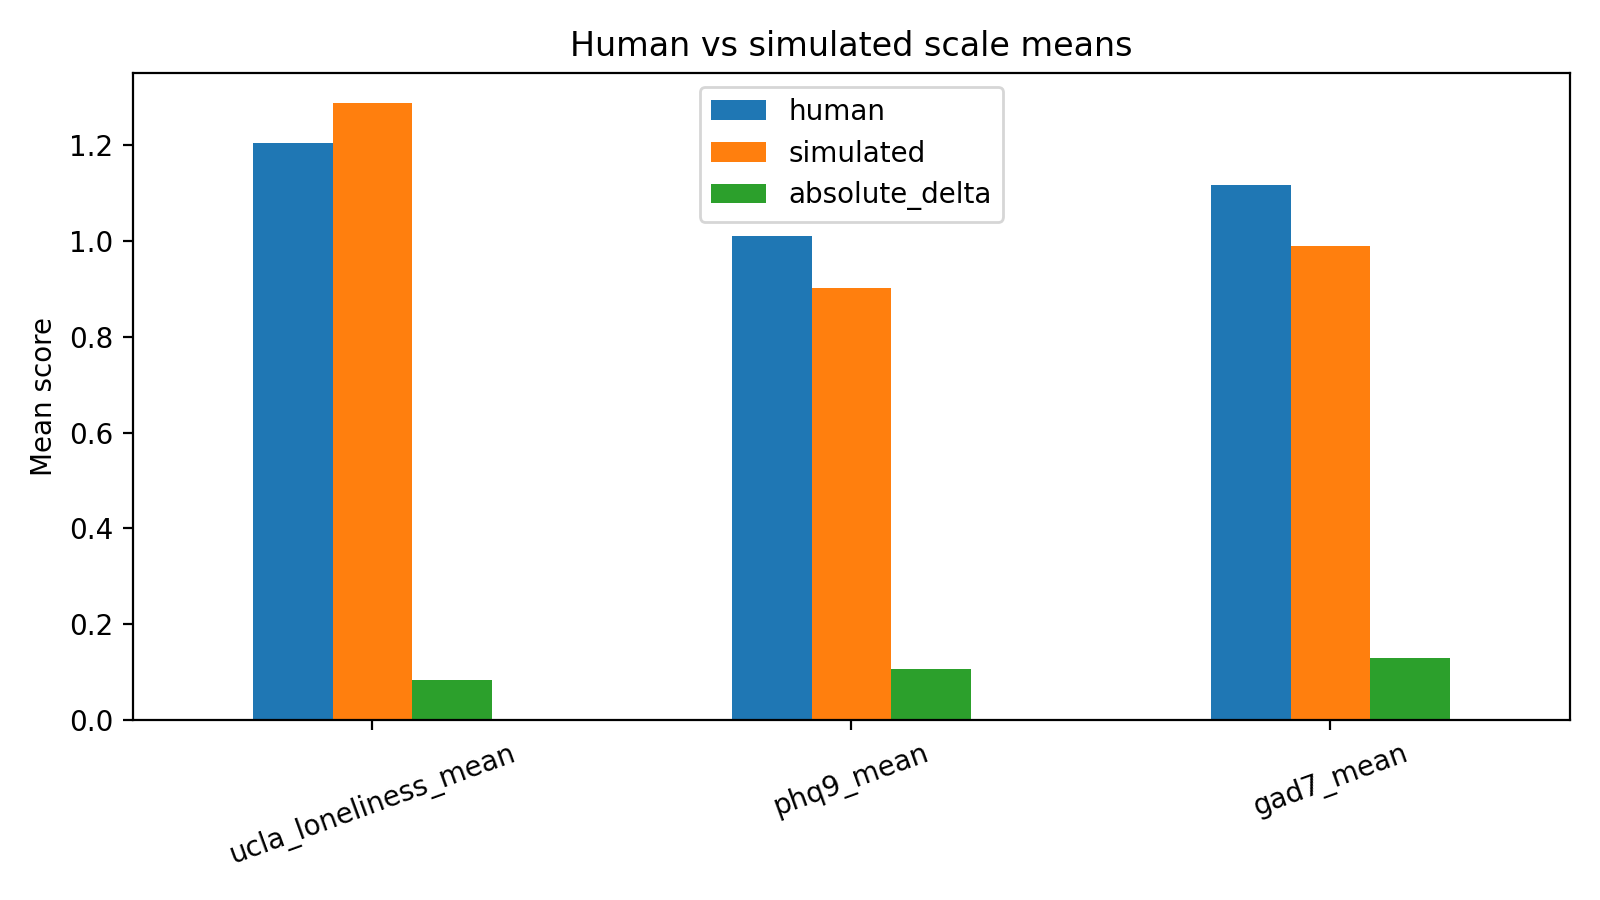 Human vs simulated scale means
human
simulated
absolute_delta
Mean score
1.2
1.0
0.8
0.6
0.4
0.2
0.0
ucla_loneliness_mean
phq9_mean
gad7_mean